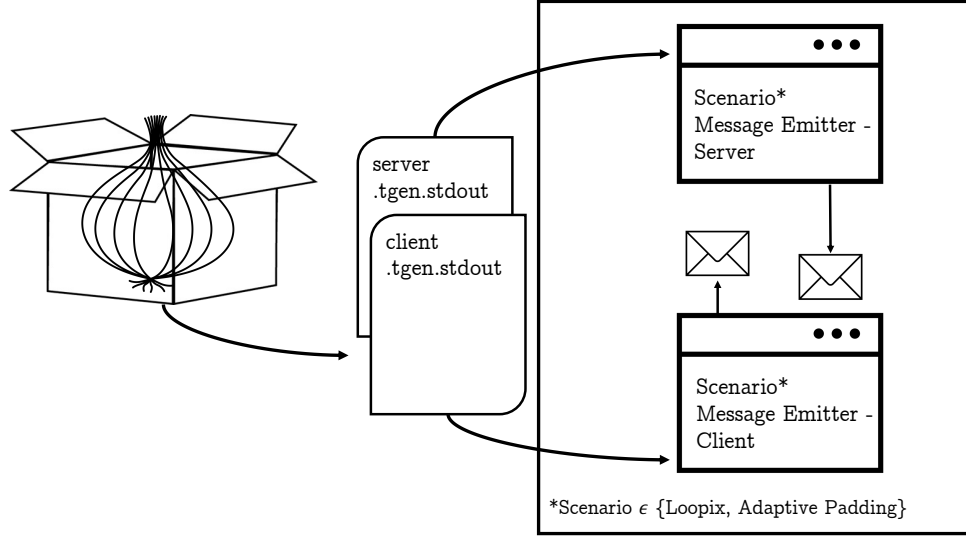 server
.tgen.stdout
client
.tgen.stdout
Scenario*
Message Emitter -
Server
Scenario*
Message Emitter -
Client
*Scenario ϵ {Loopix, Adaptive Padding}